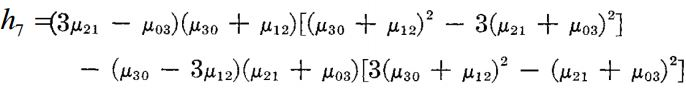 h₇ =(3μ₂₁ − μ₀₃)(μ₃₀ + μ₁₂)[(μ₃₀ + μ₁₂)² − 3(μ₂₁ + μ₀₃)²]
− (μ₃₀ − 3μ₁₂)(μ₂₁ + μ₀₃)[3(μ₃₀ + μ₁₂)² − (μ₂₁ + μ₀₃)²]